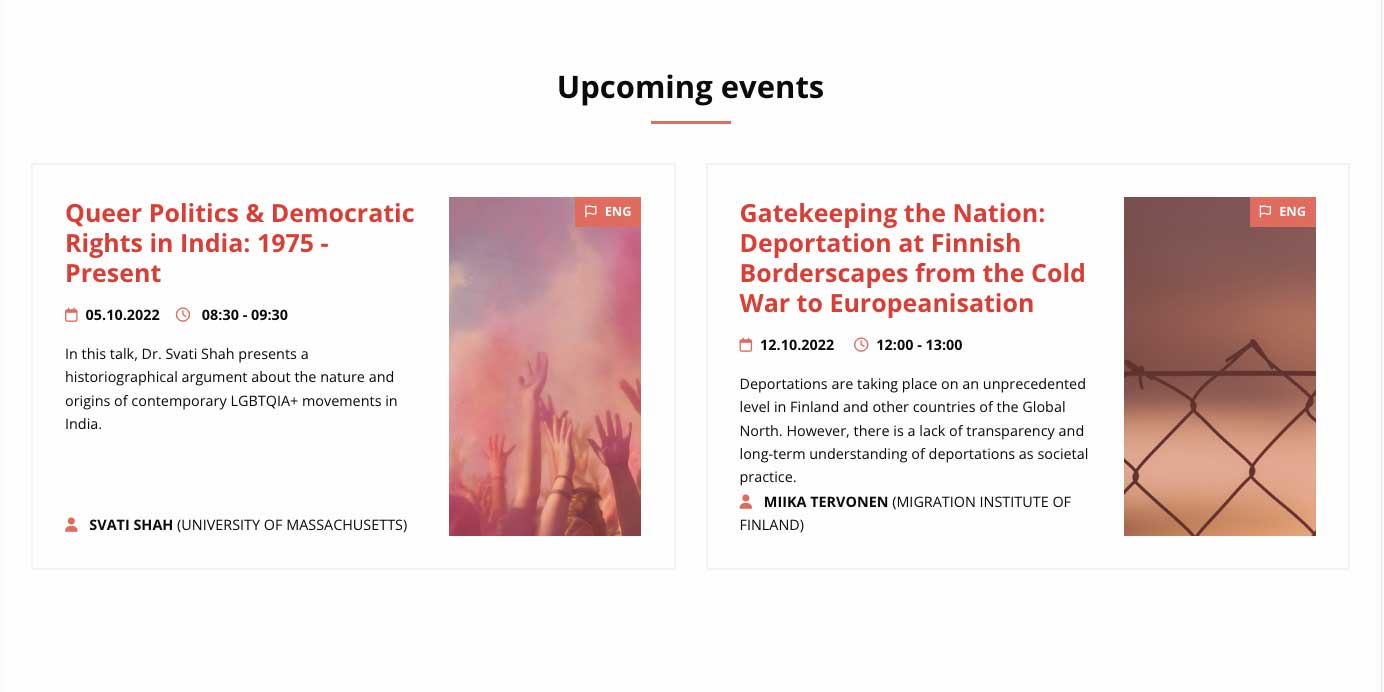 Upcoming events
Queer Politics & Democratic
Rights in India: 1975 -
Present
05.10.2022 08:30 - 09:30
In this talk, Dr. Svati Shah presents a
historiographical argument about the nature and
origins of contemporary LGBTQIA+ movements in
India.
SVATI SHAH (UNIVERSITY OF MASSACHUSETTS)
ENG
Gatekeeping the Nation:
Deportation at Finnish
Borderscapes from the Cold
War to Europeanisation
12.10.2022 12:00 - 13:00
Deportations are taking place on an unprecedented
level in Finland and other countries of the Global
North. However, there is a lack of transparency and
long-term understanding of deportations as societal
practice.
MIIKA TERVONEN (MIGRATION INSTITUTE OF
FINLAND)
ENG